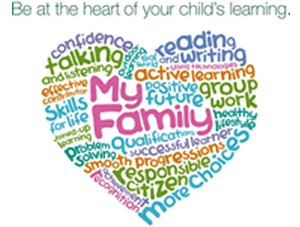 Be at the heart of your child's learning.
confidence
talking
and listening
effective
contributor
Skills
for life
Joined-up
learning
Problem
solving
reading
and writing
using technologies
active learning
My
Family
positive
future
group
work
healthy
lifestyle
qualifications
successful learner
smooth progressions
responsible
citizen
more choices
achievement
recognition